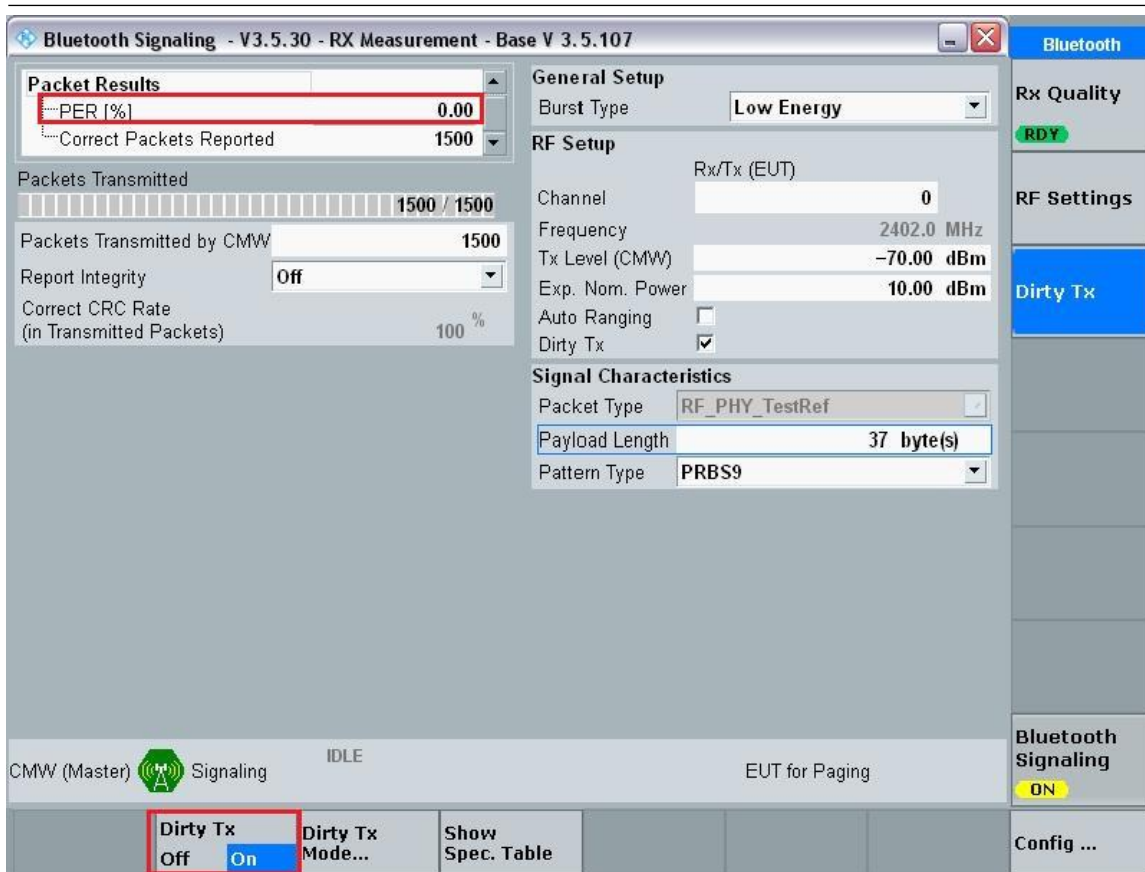 Bluetooth Signaling - V3.5.30 - RX Measurement - Base V 3.5.107
Packet Results
PER [%] 0.00
Correct Packets Reported 1500
Packets Transmitted
1500 / 1500
Packets Transmitted by CMW 1500
Report Integrity Off
Correct CRC Rate
(in Transmitted Packets) 100 %
General Setup
Burst Type Low Energy
RF Setup
Rx/Tx (EUT)
Channel 0
Frequency 2402.0 MHz
Tx Level (CMW) −70.00 dBm
Exp. Nom. Power 10.00 dBm
Auto Ranging
Dirty Tx
Signal Characteristics
Packet Type RF_PHY_TestRef
Payload Length 37 byte(s)
Pattern Type PRBS9
Bluetooth
Rx Quality
RDY
RF Settings
Dirty Tx
Bluetooth
Signaling
ON
Config ...
CMW (Master) Signaling IDLE EUT for Paging
Dirty Tx
Off On
Dirty Tx
Mode...
Show
Spec. Table